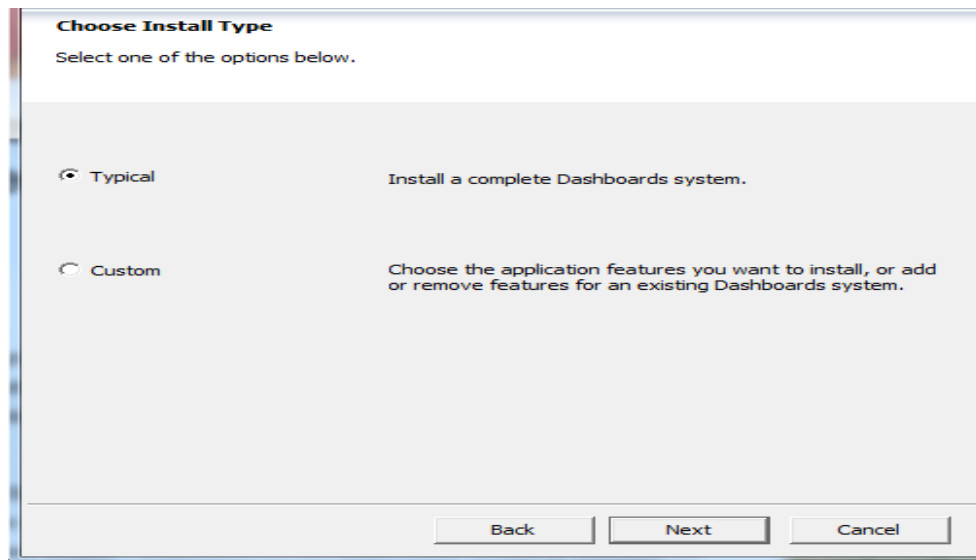 Choose Install Type
Select one of the options below.
Typical
Install a complete Dashboards system.
Custom
Choose the application features you want to install, or add
or remove features for an existing Dashboards system.
Back
Next
Cancel